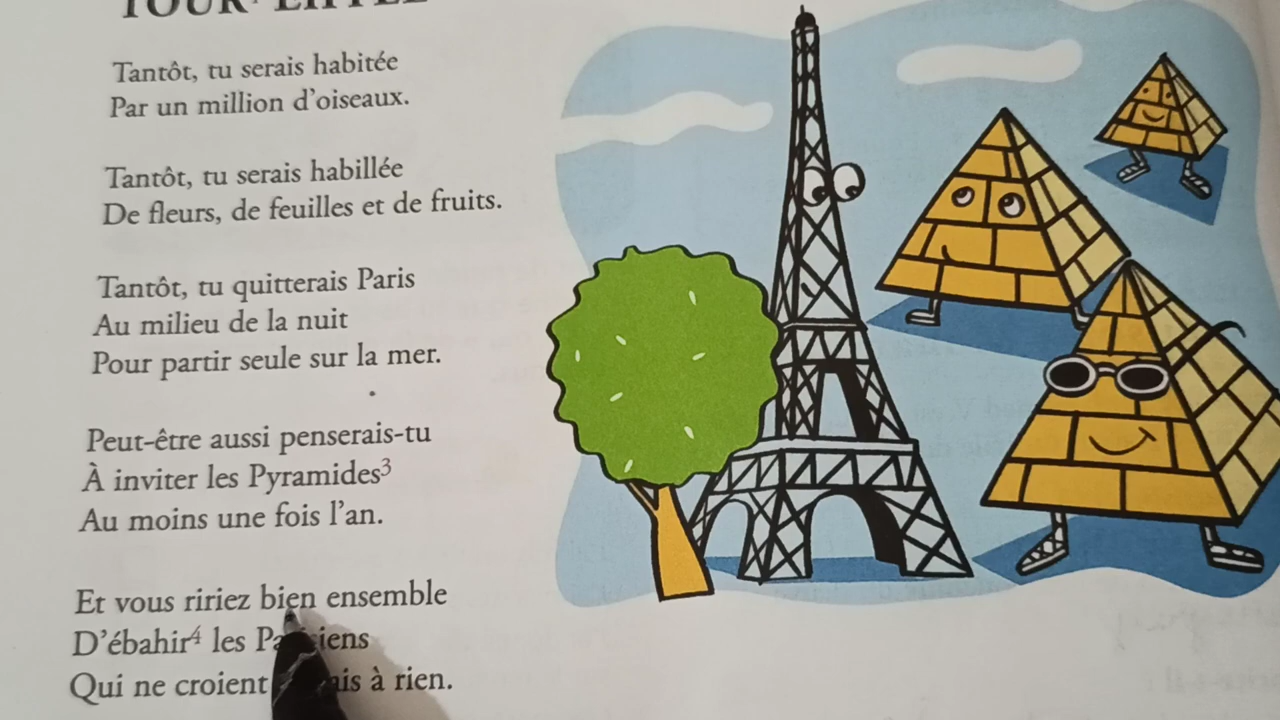 TOUR EIFFEL
Tantôt, tu serais habitée
Par un million d'oiseaux.
Tantôt, tu serais habillée
De fleurs, de feuilles et de fruits.
Tantôt, tu quitterais Paris
Au milieu de la nuit
Pour partir seule sur la mer.
Peut-être aussi penserais-tu
À inviter les Pyramides³
Au moins une fois l'an.
Et vous ririez bien ensemble
D'ébahir⁴ les
Qui ne croient à rien.